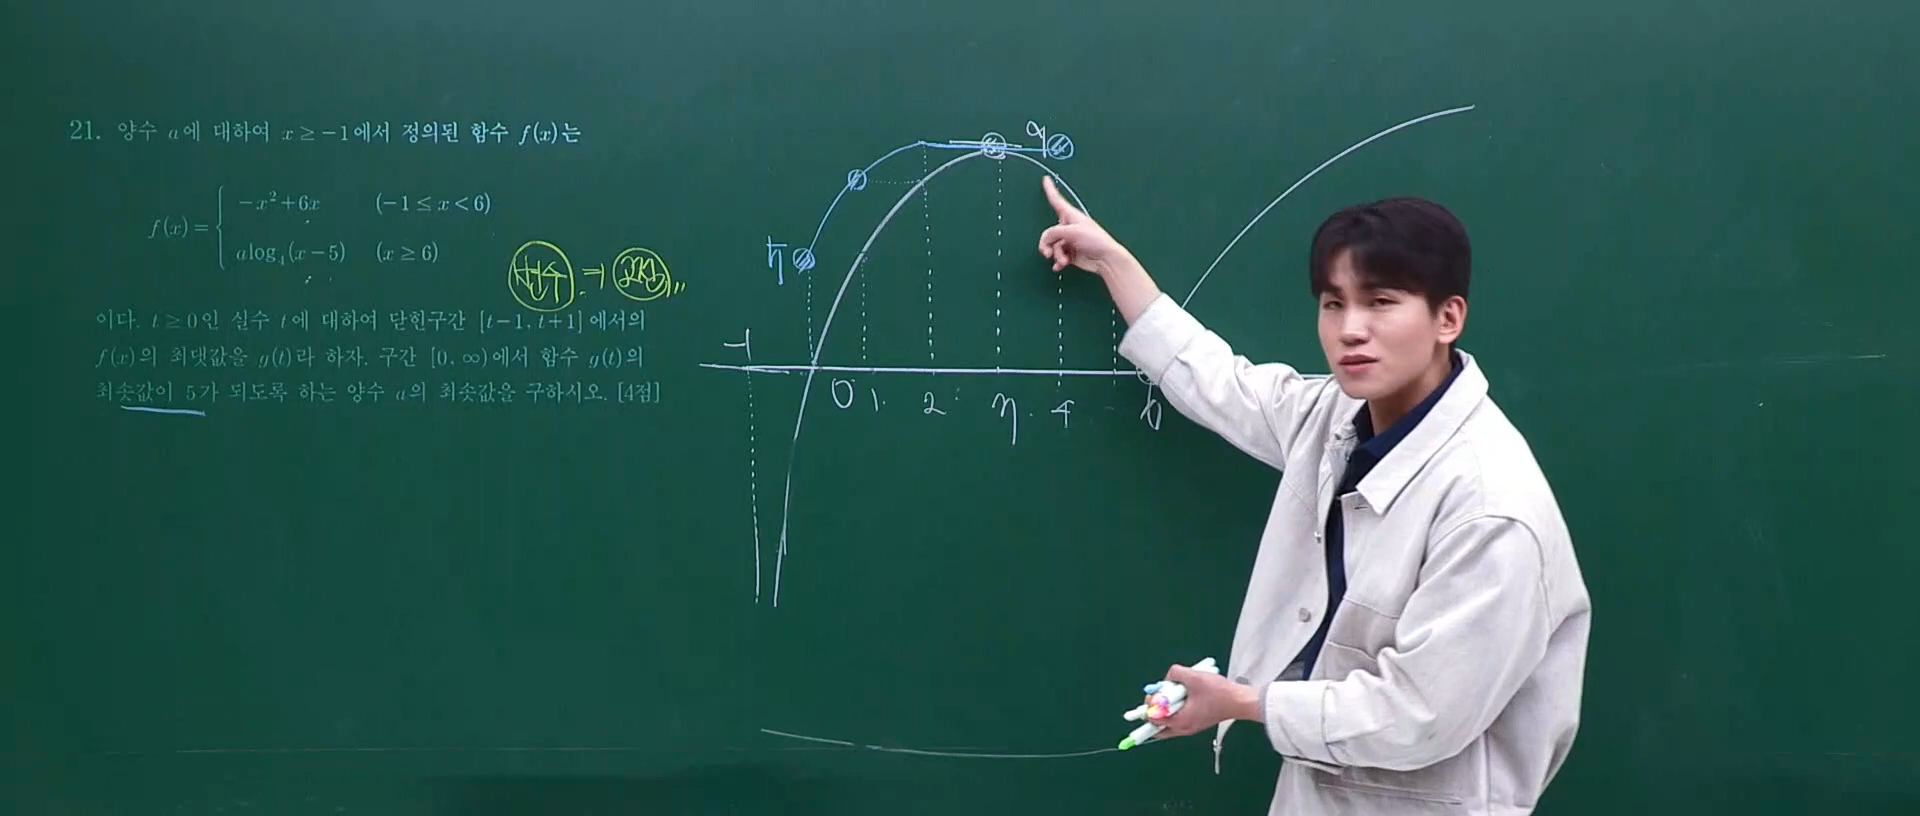 21. 양수 a에 대하여 x ≥ −1에서 정의된 함수 f(x)는
f(x) = { −x²+6x (−1 ≤ x < 6)
a log₄(x−5) (x ≥ 6)
이다. t ≥ 0인 실수 t에 대하여 닫힌구간 [t−1, t+1]에서의
f(x)의 최댓값을 g(t)라 하자. 구간 [0, ∞)에서 함수 g(t)의
최솟값이 5가 되도록 하는 양수 a의 최솟값을 구하시오. [4점]
9
5
−1
0 1 2 3 4 6